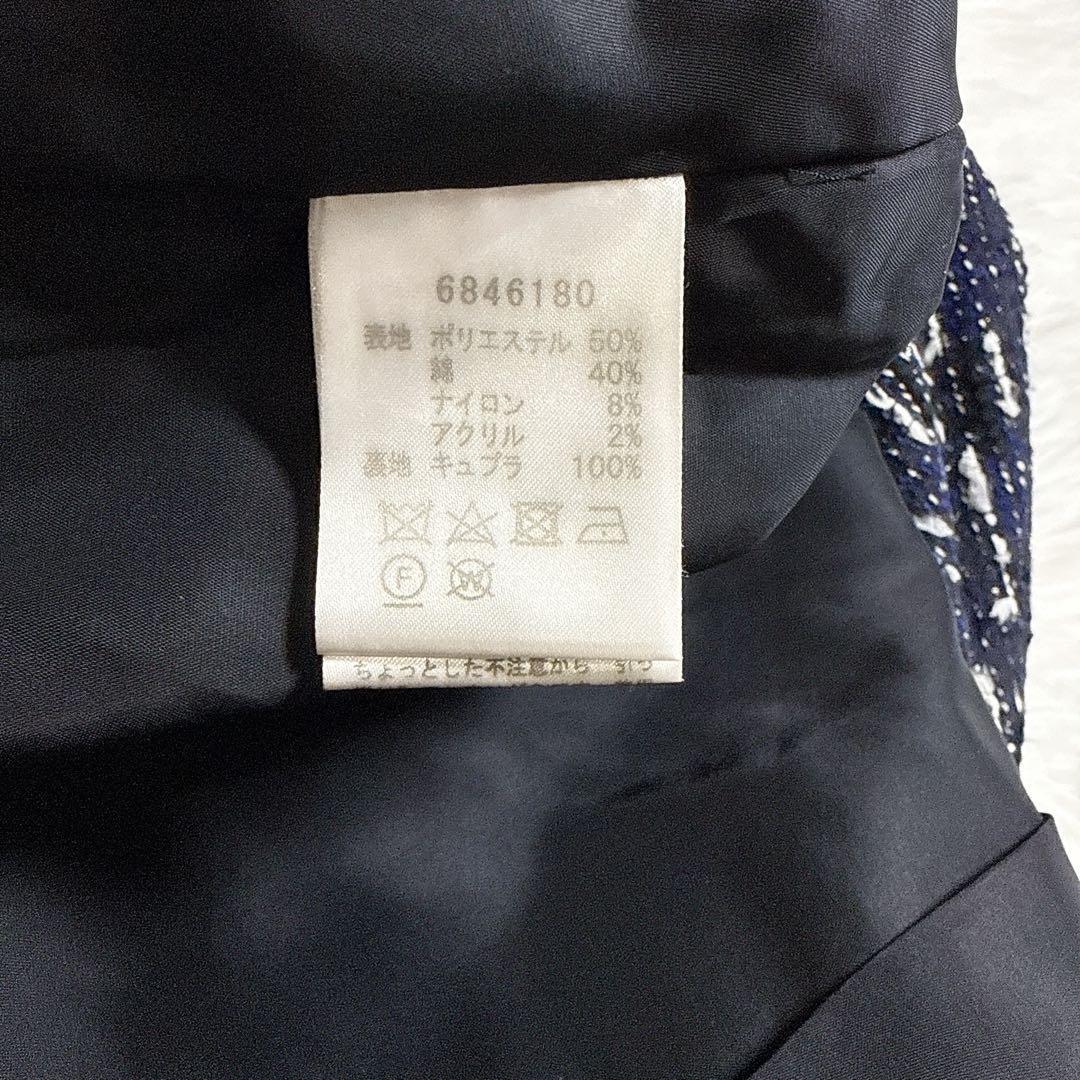 6846180
表地 ポリエステル 50%
綿 40%
ナイロン 8%
アクリル 2%
裏地 キュプラ 100%
F W
ちょっとした不注意から 引っ